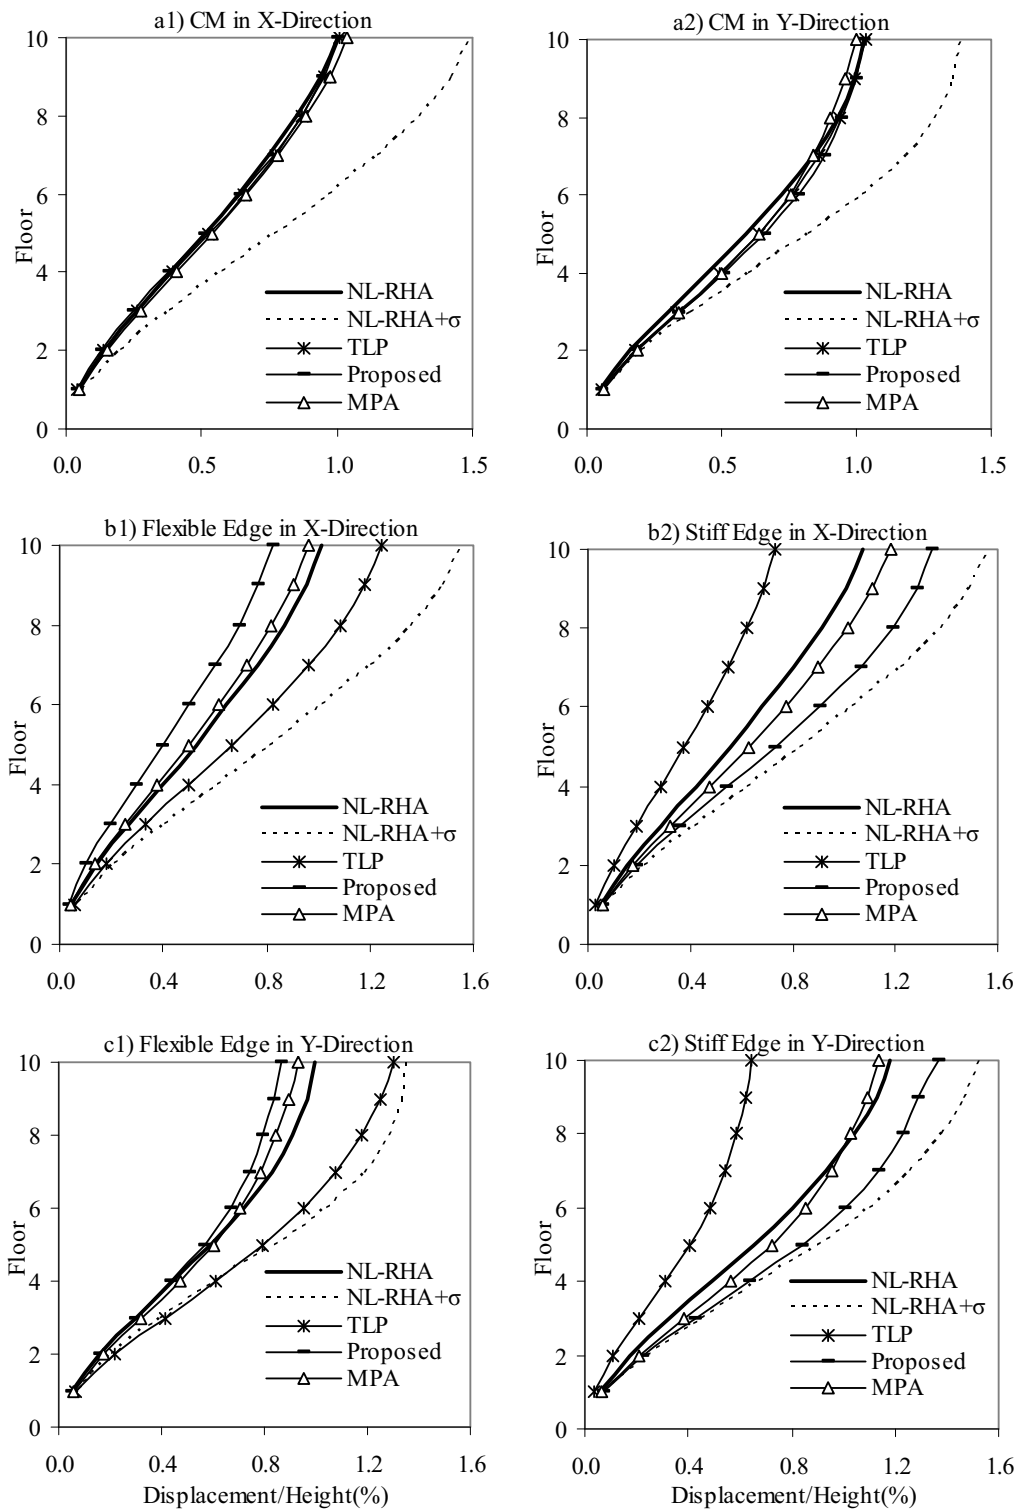 a1) CM in X-Direction
10
8
6
4
2
0
Floor
NL-RHA
NL-RHA+σ
TLP
Proposed
MPA
0.0 0.5 1.0 1.5
a2) CM in Y-Direction
10
8
6
4
2
0
Floor
NL-RHA
NL-RHA+σ
TLP
Proposed
MPA
0.0 0.5 1.0 1.5
b1) Flexible Edge in X-Direction
10
8
6
4
2
0
Floor
NL-RHA
NL-RHA+σ
TLP
Proposed
MPA
0.0 0.4 0.8 1.2 1.6
b2) Stiff Edge in X-Direction
10
8
6
4
2
0
Floor
NL-RHA
NL-RHA+σ
TLP
Proposed
MPA
0.0 0.4 0.8 1.2 1.6
c1) Flexible Edge in Y-Direction
10
8
6
4
2
0
Floor
NL-RHA
NL-RHA+σ
TLP
Proposed
MPA
0.0 0.4 0.8 1.2 1.6
Displacement/Height(%)
c2) Stiff Edge in Y-Direction
10
8
6
4
2
0
Floor
NL-RHA
NL-RHA+σ
TLP
Proposed
MPA
0.0 0.4 0.8 1.2 1.6
Displacement/Height(%)